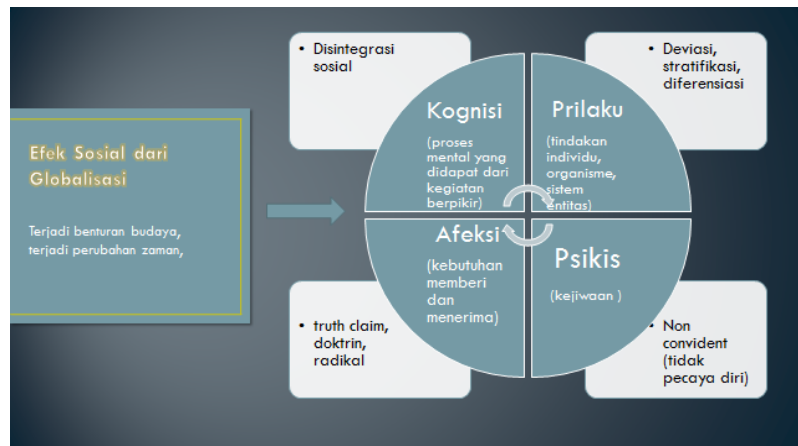 Efek Sosial dari
Globalisasi
Terjadi benturan budaya,
terjadi perubahan zaman,
• Disintegrasi
sosial
Kognisi
(proses
mental yang
didapat dari
kegiatan
berpikir)
• Deviasi,
stratifikasi,
diferensiasi
Prilaku
(tindakan
individu,
organisme,
sistem
entitas)
Afeksi
(kebutuhan
memberi
dan
menerima)
• truth claim,
doktrin,
radikal
Psikis
(kejiwaan )
• Non
convident
(tidak
pecaya diri)